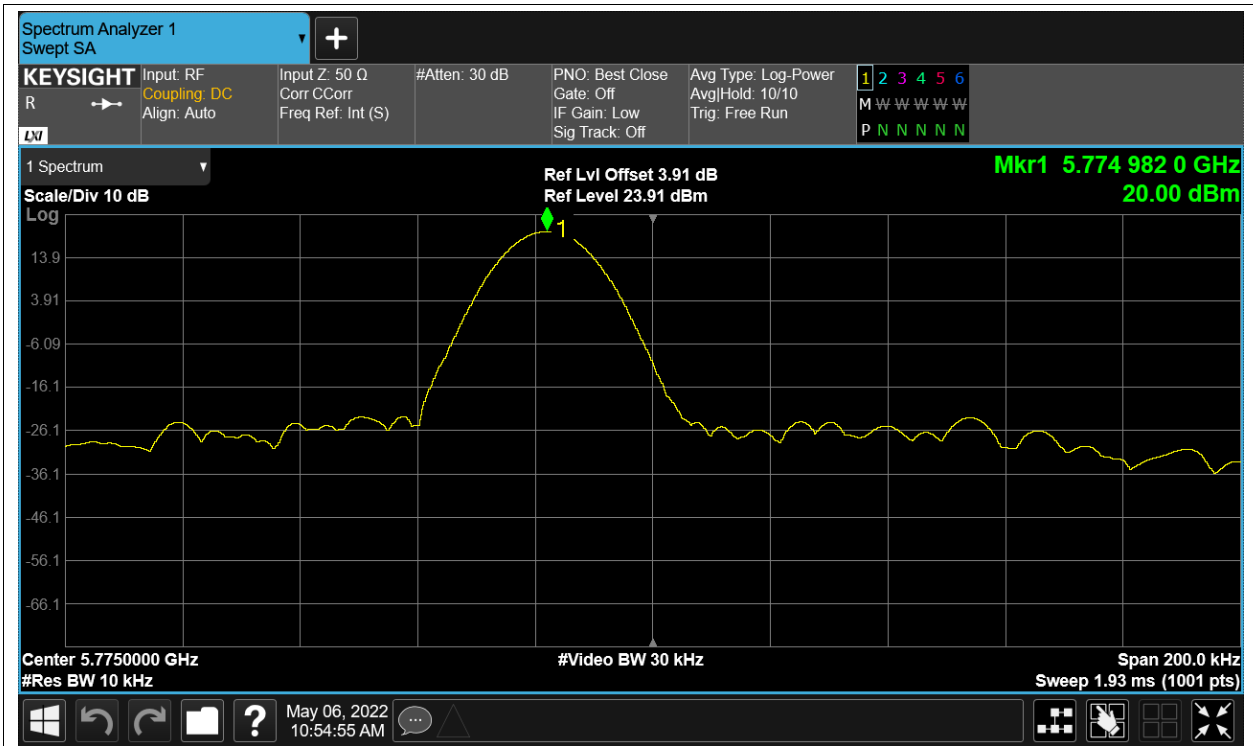 Spectrum Analyzer 1
Swept SA
KEYSIGHT
R
LXI
Input: RF
Coupling: DC
Align: Auto
Input Z: 50 Ω
Corr CCorr
Freq Ref: Int (S)
#Atten: 30 dB
PNO: Best Close
Gate: Off
IF Gain: Low
Sig Track: Off
Avg Type: Log-Power
Avg|Hold: 10/10
Trig: Free Run
1 2 3 4 5 6
M W W W W W
P N N N N N
1 Spectrum
Scale/Div 10 dB
Ref Lvl Offset 3.91 dB
Ref Level 23.91 dBm
Mkr1 5.774 982 0 GHz
20.00 dBm
Log
1
13.9
3.91
-6.09
-16.1
-26.1
-36.1
-46.1
-56.1
-66.1
Center 5.7750000 GHz
#Video BW 30 kHz
Span 200.0 kHz
#Res BW 10 kHz
Sweep 1.93 ms (1001 pts)
?
May 06, 2022
10:54:55 AM